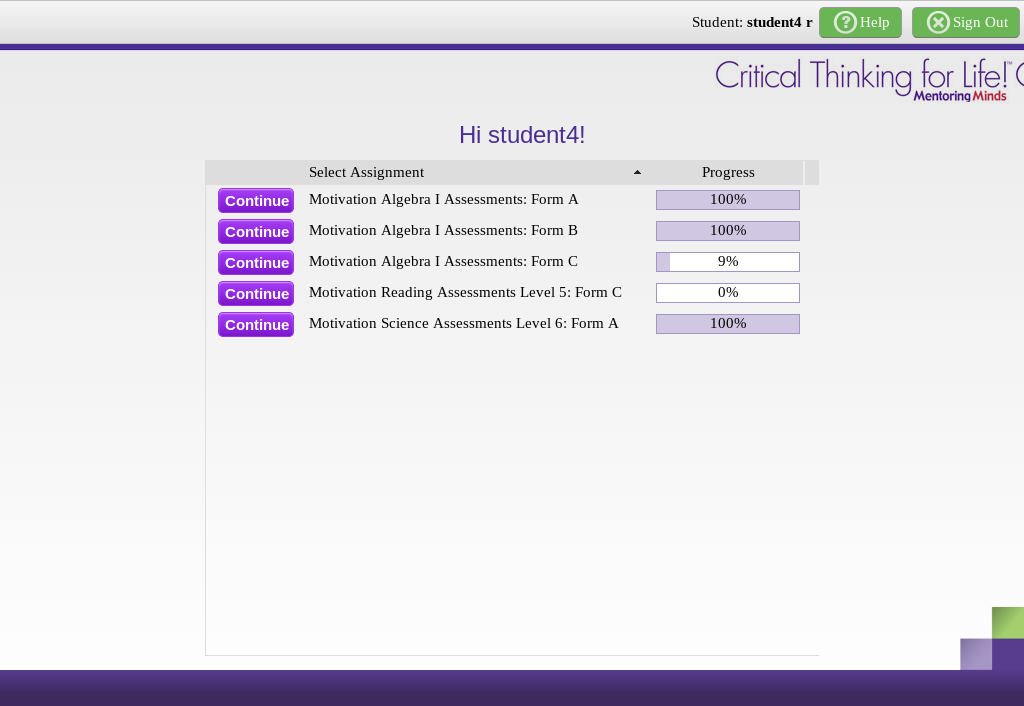 Student: student4 r Help Sign Out
Critical Thinking for Life!™ C
Mentoring Minds
Hi student4!
Select Assignment Progress
Continue Motivation Algebra I Assessments: Form A 100%
Continue Motivation Algebra I Assessments: Form B 100%
Continue Motivation Algebra I Assessments: Form C 9%
Continue Motivation Reading Assessments Level 5: Form C 0%
Continue Motivation Science Assessments Level 6: Form A 100%